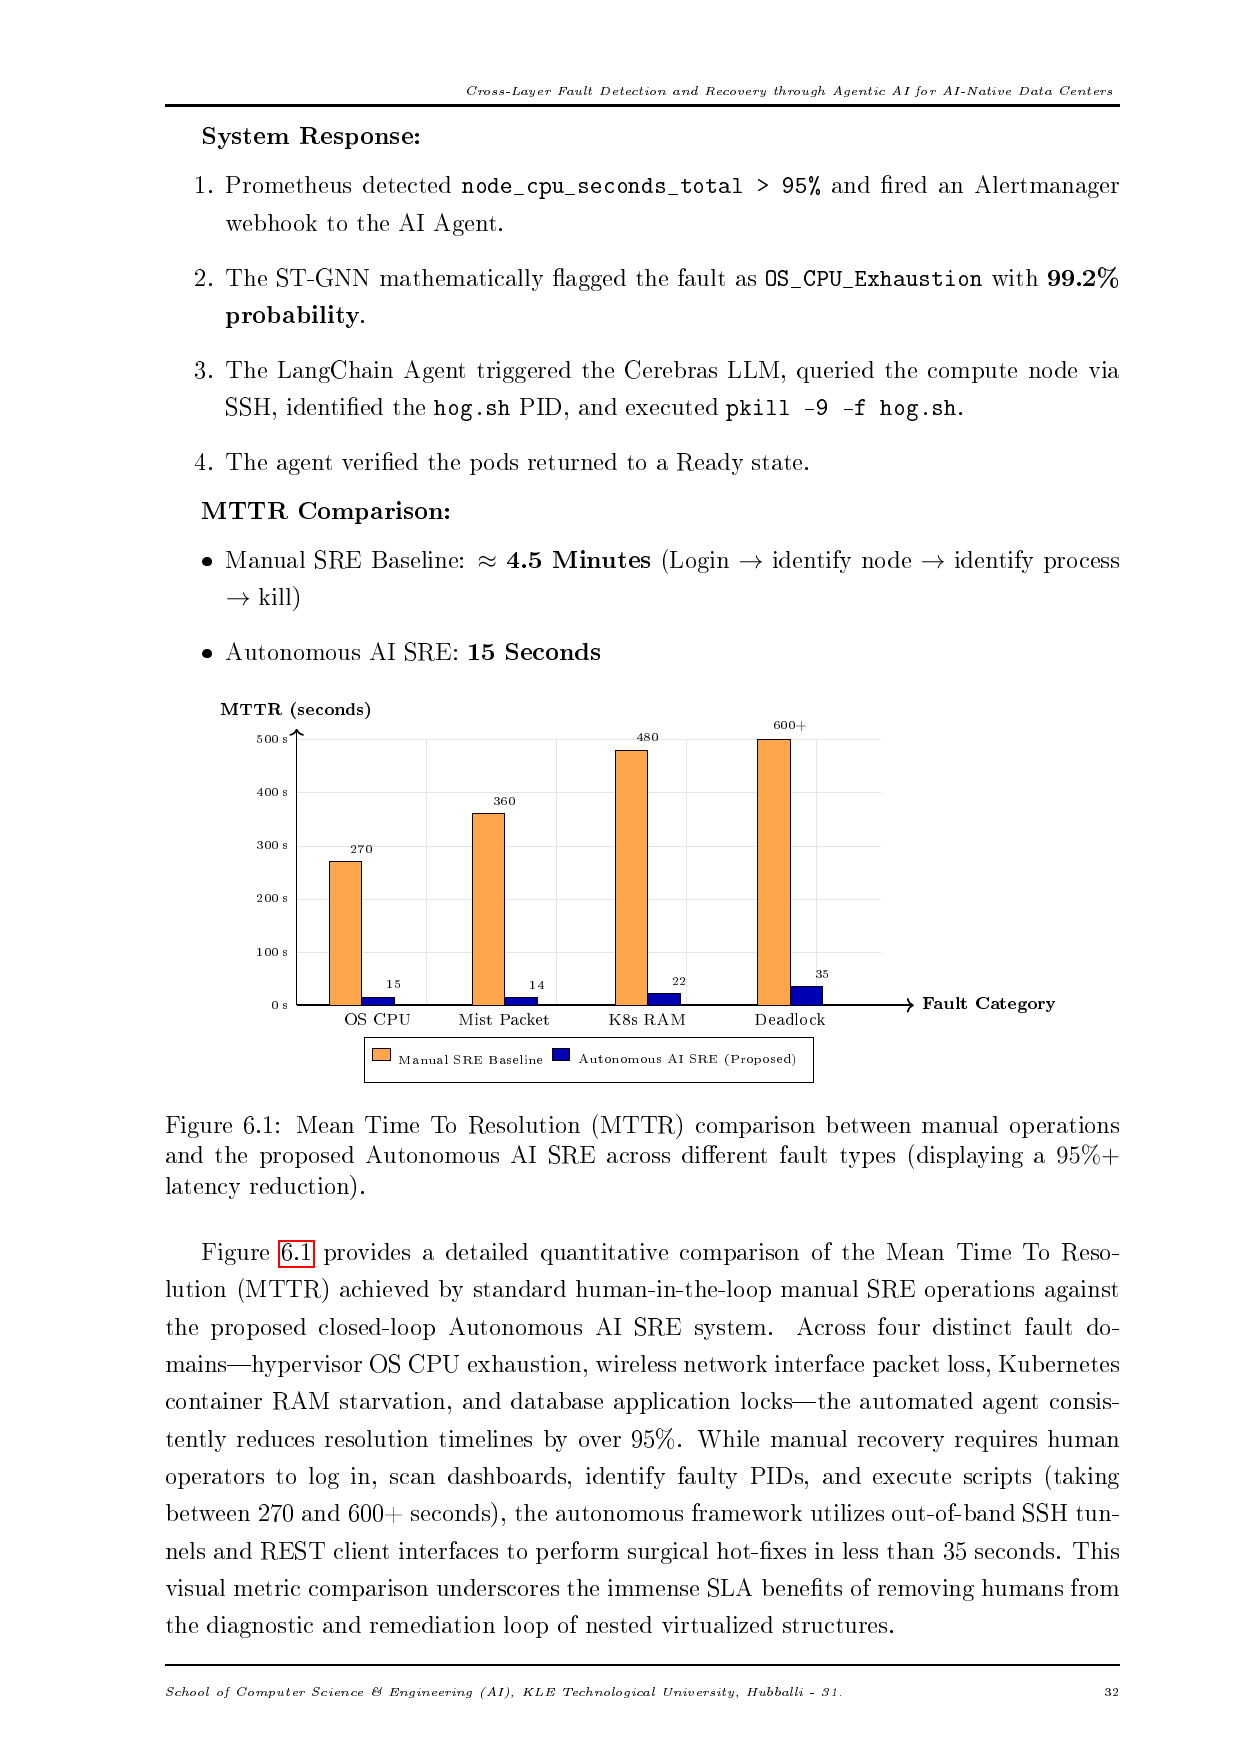 Cross-Layer Fault Detection and Recovery through Agentic AI for AI-Native Data Centers
System Response:
1. Prometheus detected node_cpu_seconds_total > 95% and fired an Alertmanager
webhook to the AI Agent.
2. The ST-GNN mathematically flagged the fault as OS_CPU_Exhaustion with 99.2%
probability.
3. The LangChain Agent triggered the Cerebras LLM, queried the compute node via
SSH, identified the hog.sh PID, and executed pkill -9 -f hog.sh.
4. The agent verified the pods returned to a Ready state.
MTTR Comparison:
• Manual SRE Baseline: ≈ 4.5 Minutes (Login → identify node → identify process
→ kill)
• Autonomous AI SRE: 15 Seconds
MTTR (seconds)
600+
500 s
480
400 s
360
300 s
270
200 s
100 s
15
14
22
35
0 s
Fault Category
OS CPU
Mist Packet
K8s RAM
Deadlock
Manual SRE Baseline
Autonomous AI SRE (Proposed)
Figure 6.1: Mean Time To Resolution (MTTR) comparison between manual operations
and the proposed Autonomous AI SRE across different fault types (displaying a 95%+
latency reduction).
Figure 6.1 provides a detailed quantitative comparison of the Mean Time To Reso-
lution (MTTR) achieved by standard human-in-the-loop manual SRE operations against
the proposed closed-loop Autonomous AI SRE system. Across four distinct fault do-
mains—hypervisor OS CPU exhaustion, wireless network interface packet loss, Kubernetes
container RAM starvation, and database application locks—the automated agent consis-
tently reduces resolution timelines by over 95%. While manual recovery requires human
operators to log in, scan dashboards, identify faulty PIDs, and execute scripts (taking
between 270 and 600+ seconds), the autonomous framework utilizes out-of-band SSH tun-
nels and REST client interfaces to perform surgical hot-fixes in less than 35 seconds. This
visual metric comparison underscores the immense SLA benefits of removing humans from
the diagnostic and remediation loop of nested virtualized structures.
School of Computer Science & Engineering (AI), KLE Technological University, Hubballi - 31.
32